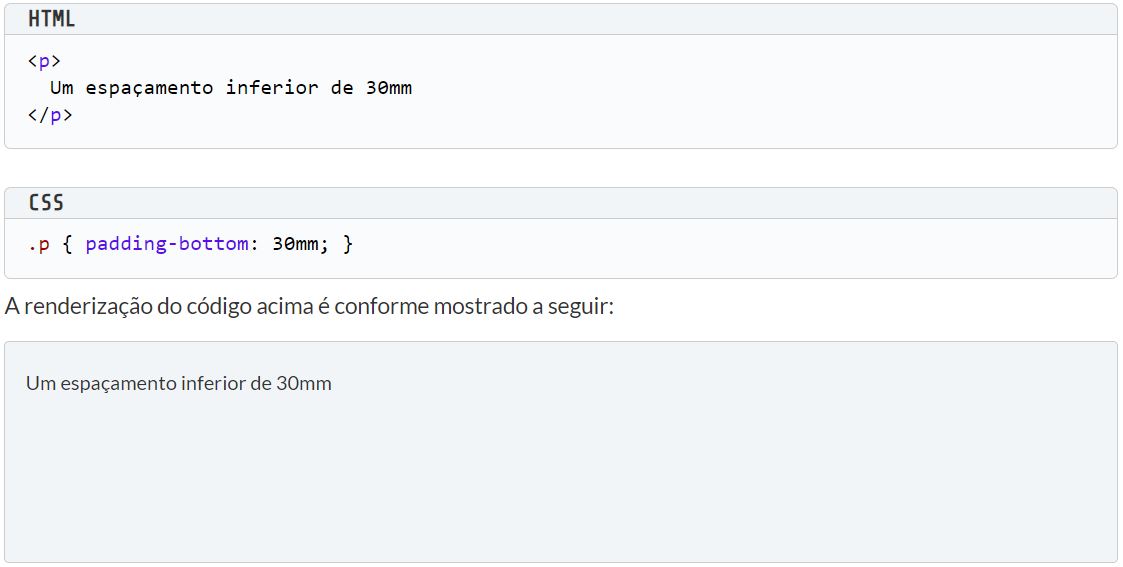 HTML
<p>
Um espaçamento inferior de 30mm
</p>
CSS
.p { padding-bottom: 30mm; }
A renderização do código acima é conforme mostrado a seguir:
Um espaçamento inferior de 30mm